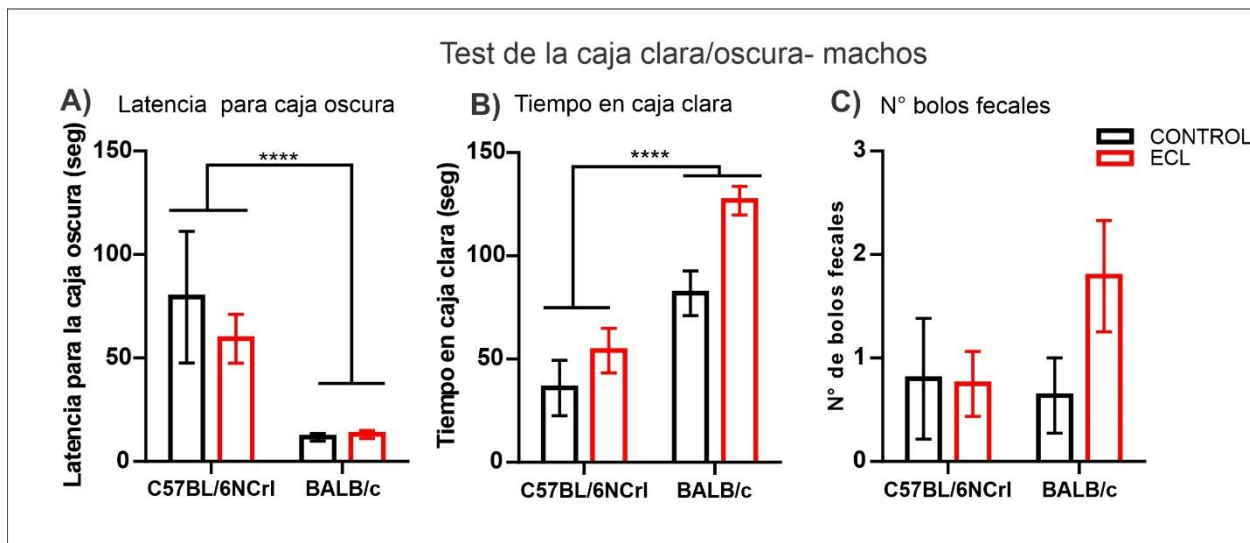 Test de la caja clara/oscura- machos
A) Latencia para caja oscura
Latencia para la caja oscura (seg)
150
100
50
0
****
C57BL/6NCrl
BALB/c
B) Tiempo en caja clara
Tiempo en caja clara (seg)
150
100
50
0
****
C57BL/6NCrl
BALB/c
C) N° bolos fecales
N° de bolos fecales
3
2
1
0
C57BL/6NCrl
BALB/c
CONTROL
ECL